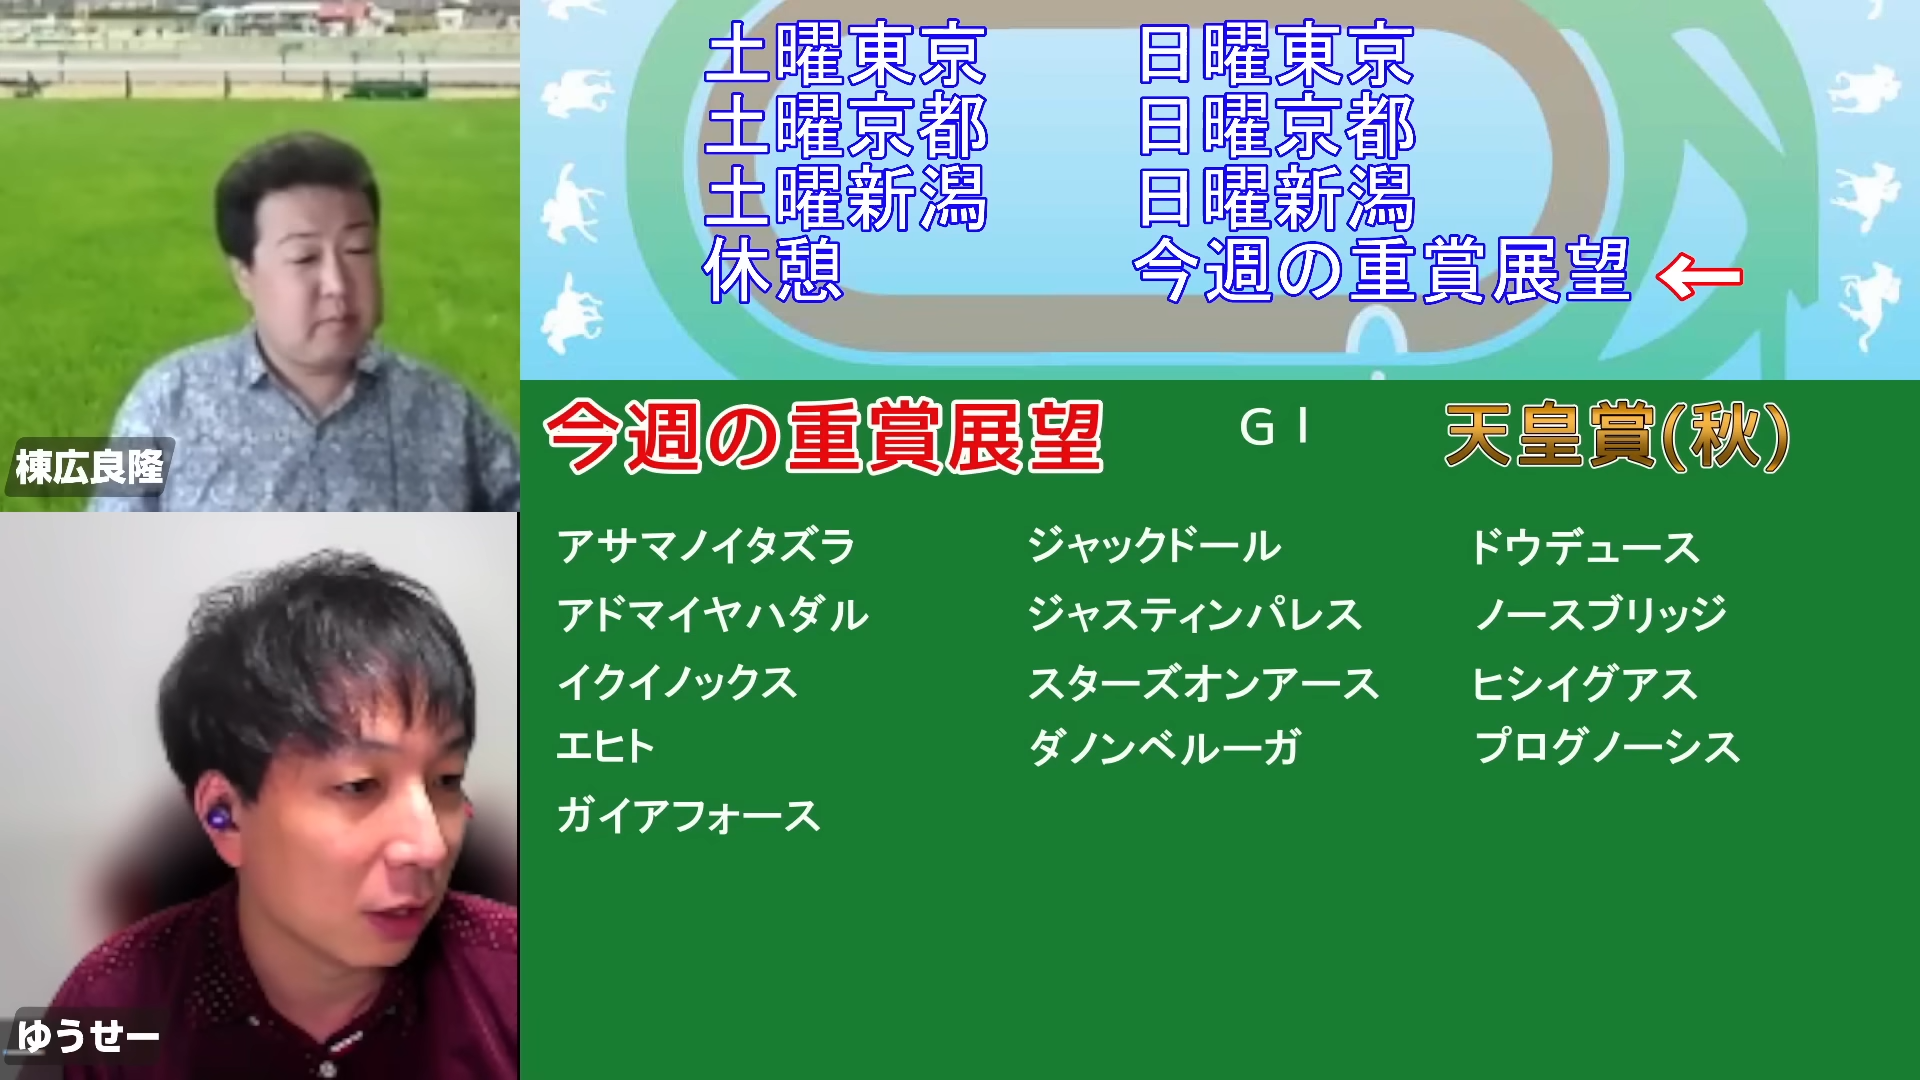 土曜東京 日曜東京
土曜京都 日曜京都
土曜新潟 日曜新潟
休憩 今週の重賞展望 ←
今週の重賞展望 GⅠ 天皇賞(秋)
アサマノイタズラ ジャックドール ドウデュース
アドマイヤハダル ジャスティンパレス ノースブリッジ
イクイノックス スターズオンアース ヒシイグアス
エヒト ダノンベルーガ プログノーシス
ガイアフォース
棟広良隆
ゆうせー